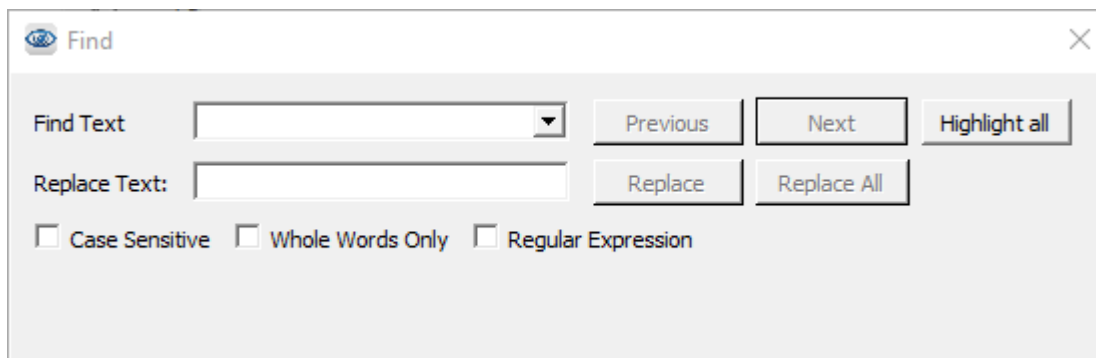 Find
Find Text Previous Next Highlight all
Replace Text: Replace Replace All
Case Sensitive Whole Words Only Regular Expression